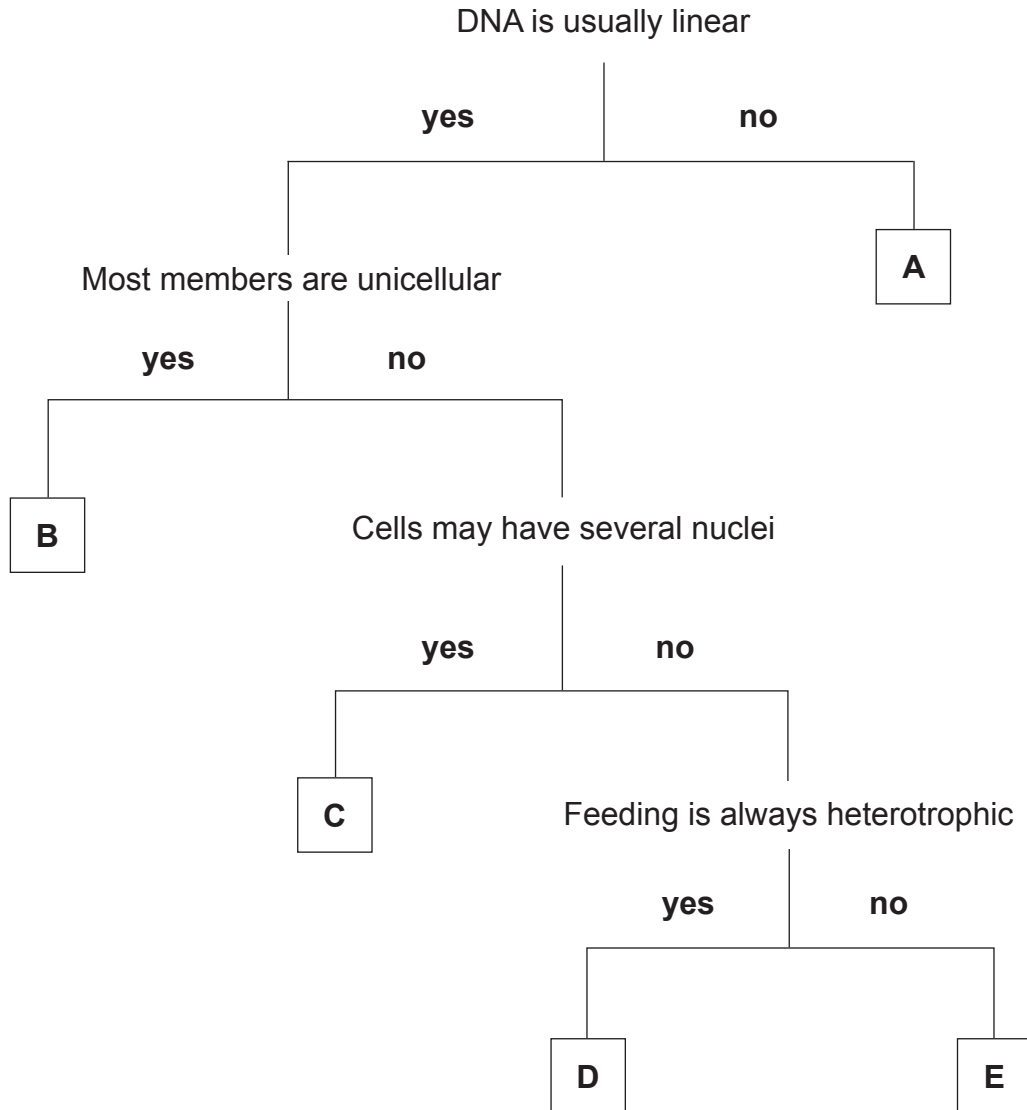 DNA is usually linear
yes no
A
Most members are unicellular
yes no
B
Cells may have several nuclei
yes no
C
Feeding is always heterotrophic
yes no
D E